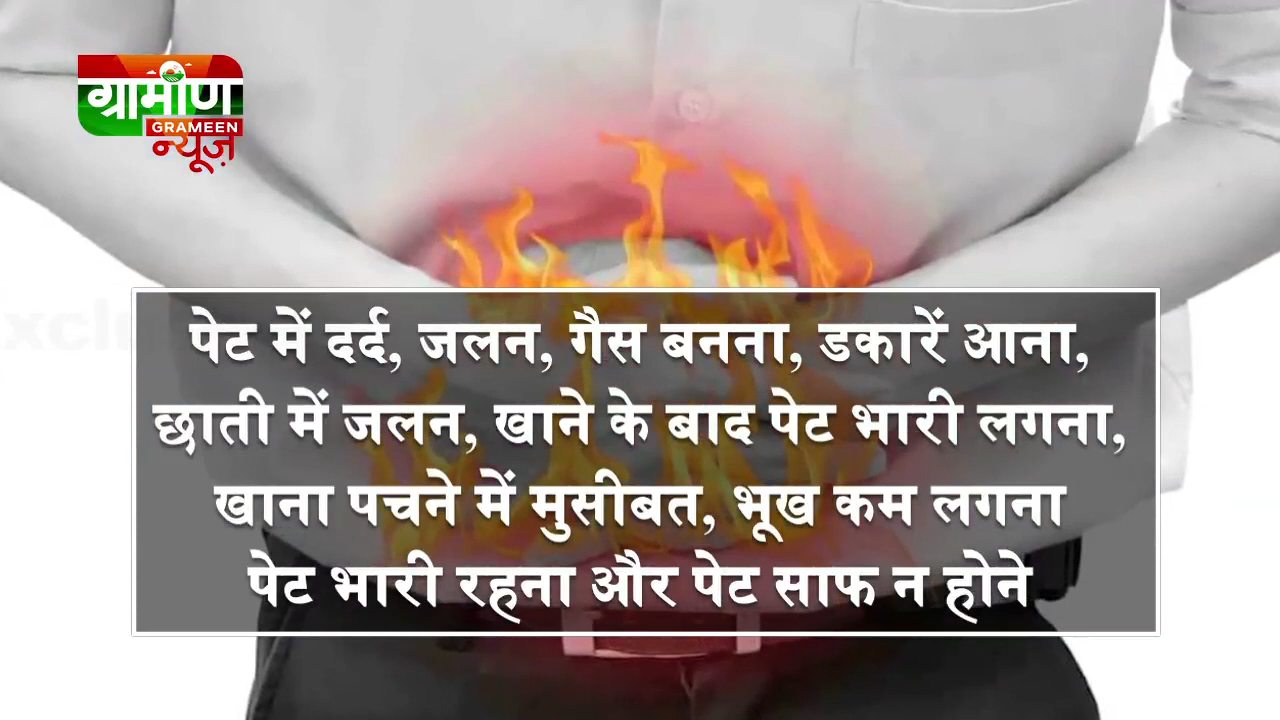 ग्रामीण
GRAMEEN
न्यूज़
पेट में दर्द, जलन, गैस बनना, डकारें आना,
छाती में जलन, खाने के बाद पेट भारी लगना,
खाना पचने में मुसीबत, भूख कम लगना
पेट भारी रहना और पेट साफ न होने